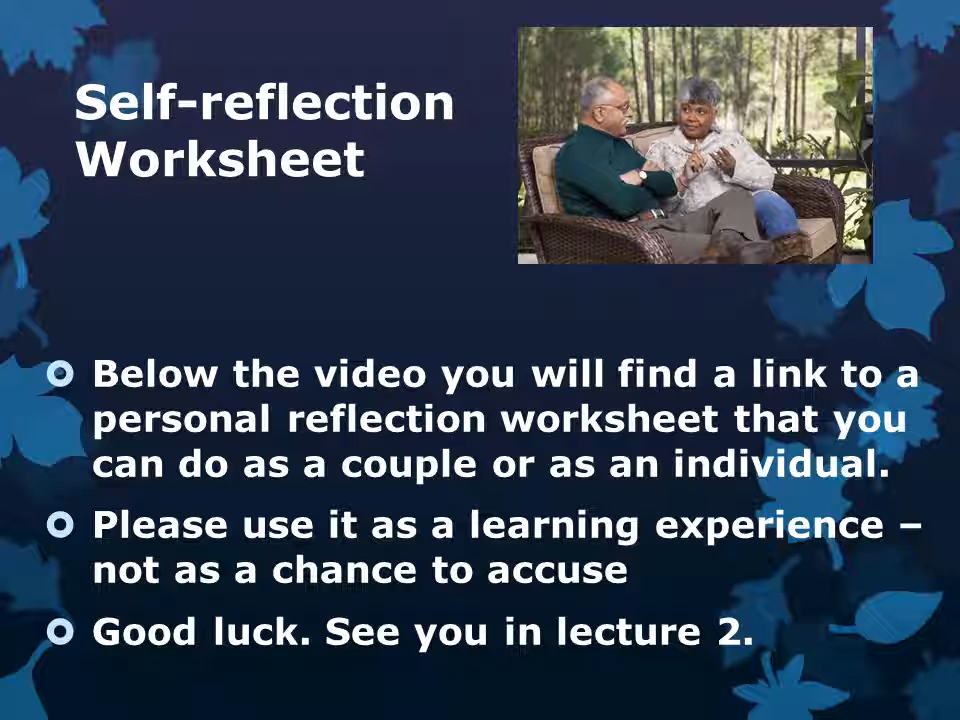 Self-reflection
Worksheet
Below the video you will find a link to a
personal reflection worksheet that you
can do as a couple or as an individual.
Please use it as a learning experience –
not as a chance to accuse
Good luck. See you in lecture 2.